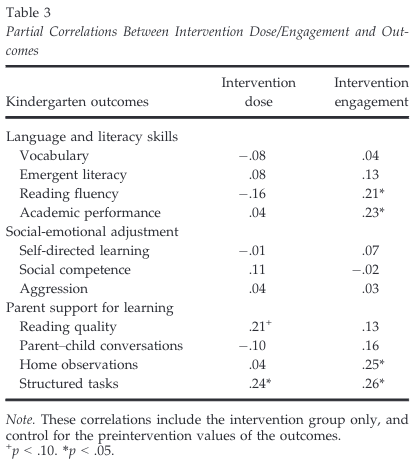 Table 3
Partial Correlations Between Intervention Dose/Engagement and Out-
comes
Intervention Intervention
Kindergarten outcomes dose engagement
Language and literacy skills
Vocabulary −.08 .04
Emergent literacy .08 .13
Reading fluency −.16 .21*
Academic performance .04 .23*
Social-emotional adjustment
Self-directed learning −.01 .07
Social competence .11 −.02
Aggression .04 .03
Parent support for learning
Reading quality .21+ .13
Parent–child conversations −.10 .16
Home observations .04 .25*
Structured tasks .24* .26*
Note. These correlations include the intervention group only, and
control for the preintervention values of the outcomes.
+p < .10. *p < .05.